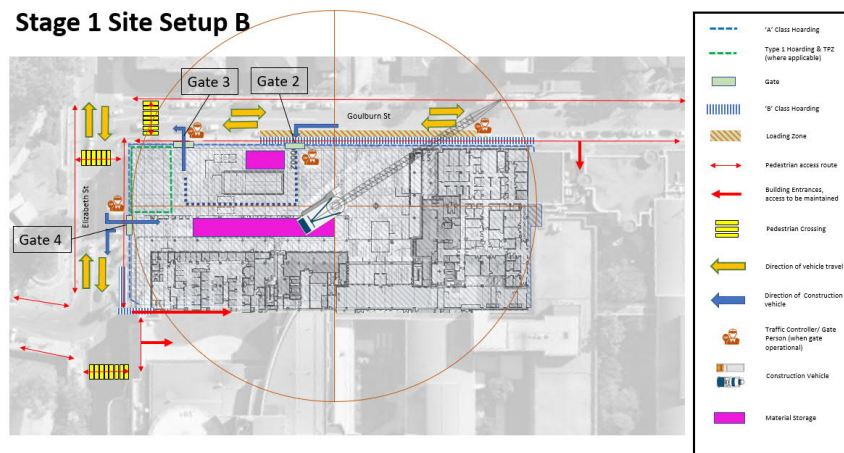 Stage 1 Site Setup B
Gate 3
Gate 2
Goulburn St
Elizabeth St
Gate 4
'A' Class Hoarding
Type 1 Hoarding & TPZ
(where applicable)
Gate
'B' Class Hoarding
Loading Zone
Pedestrian access route
Building Entrances,
access to be maintained
Pedestrian Crossing
Direction of vehicle travel
Direction of Construction
vehicle
Traffic Controller/ Gate
Person (when gate
operational)
Construction Vehicle
Material Storage